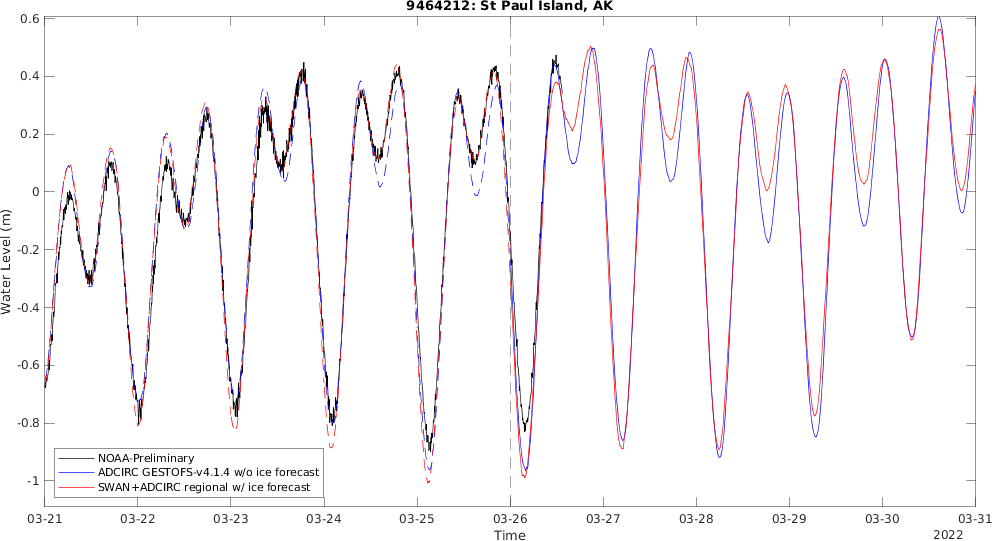 9464212: St Paul Island, AK
0.6
0.4
0.2
0
-0.2
-0.4
-0.6
-0.8
-1
Water Level (m)
NOAA-Preliminary
ADCIRC GESTOFS-v4.1.4 w/o ice forecast
SWAN+ADCIRC regional w/ ice forecast
03-21 03-22 03-23 03-24 03-25 03-26 03-27 03-28 03-29 03-30 03-31
Time
2022